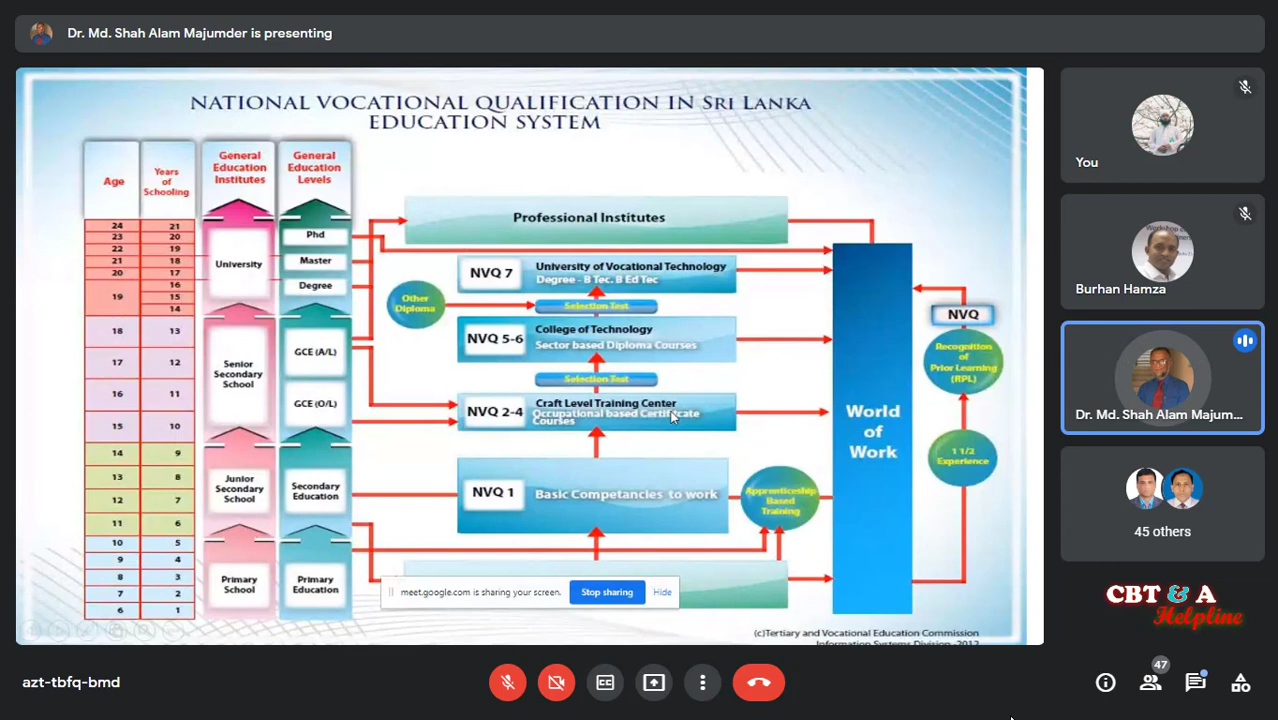 Dr. Md. Shah Alam Majumder is presenting
NATIONAL VOCATIONAL QUALIFICATION IN SRI LANKA
EDUCATION SYSTEM
Age
Years
of
Schooling
General
Education
Institutes
General
Education
Levels
24 21
23 20
22 19
21 18
20 17
19
16
15
14
18 13
17 12
16 11
15 10
14 9
13 8
12 7
11 6
10 5
9 4
8 3
7 2
6 1
University
Senior
Secondary
School
Junior
Secondary
School
Primary
School
Phd
Master
Degree
GCE (A/L)
GCE (O/L)
Secondary
Education
Primary
Education
Professional Institutes
NVQ 7
University of Vocational Technology
Degree - B Tec. B Ed Tec
Other
Diploma
Selection Test
NVQ 5-6
College of Technology
Sector based Diploma Courses
Selection Test
NVQ 2-4
Craft Level Training Center
Occupational based Certificate
Courses
NVQ 1
Basic Competancies to work
Apprenticeship
Based
Training
World
of
Work
NVQ
Recognition
of
Prior Learning
(RPL)
1 1/2
Experience
meet.google.com is sharing your screen.
Stop sharing
Hide
(c)Tertiary and Vocational Education Commission
Information Systems Division -2012
You
Workshop
Burhan Hamza
Dr. Md. Shah Alam Majum...
45 others
CBT & A
Helpline
azt-tbfq-bmd
CC
47